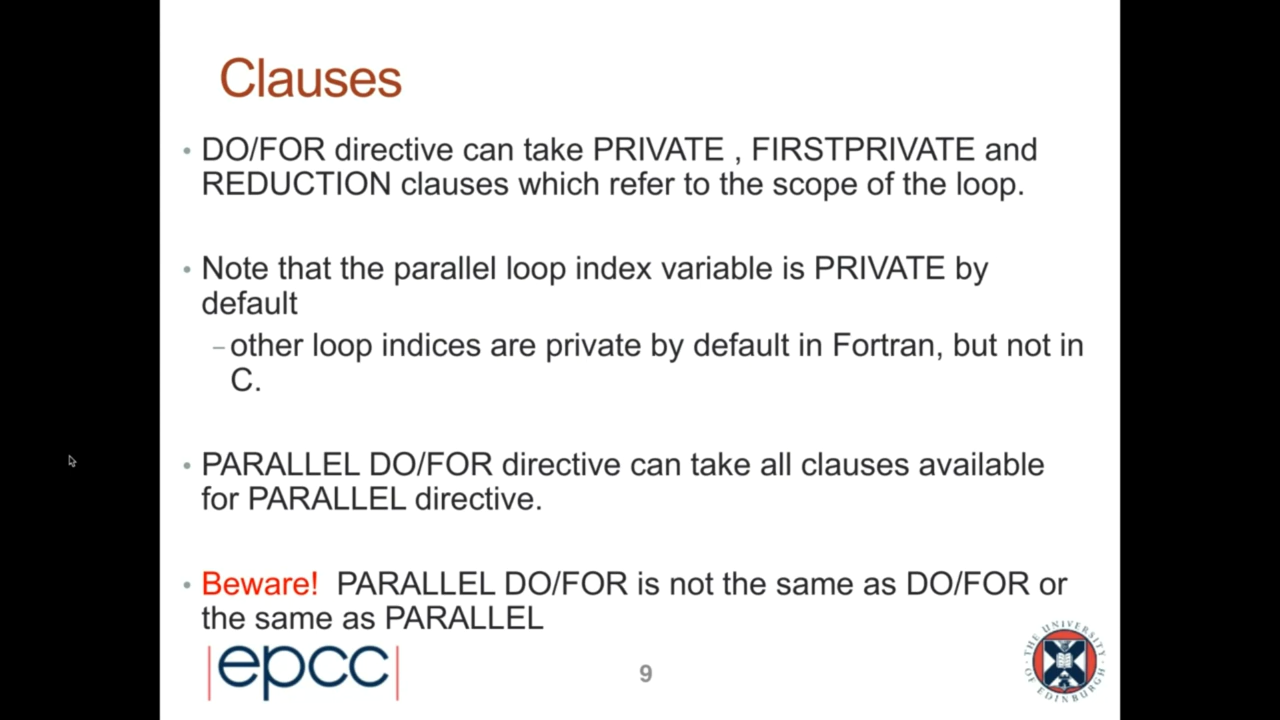 Clauses
• DO/FOR directive can take PRIVATE , FIRSTPRIVATE and
REDUCTION clauses which refer to the scope of the loop.
• Note that the parallel loop index variable is PRIVATE by
default
– other loop indices are private by default in Fortran, but not in
C.
• PARALLEL DO/FOR directive can take all clauses available
for PARALLEL directive.
• Beware! PARALLEL DO/FOR is not the same as DO/FOR or
the same as PARALLEL
|epcc|
9
THE UNIVERSITY
OF EDINBURGH